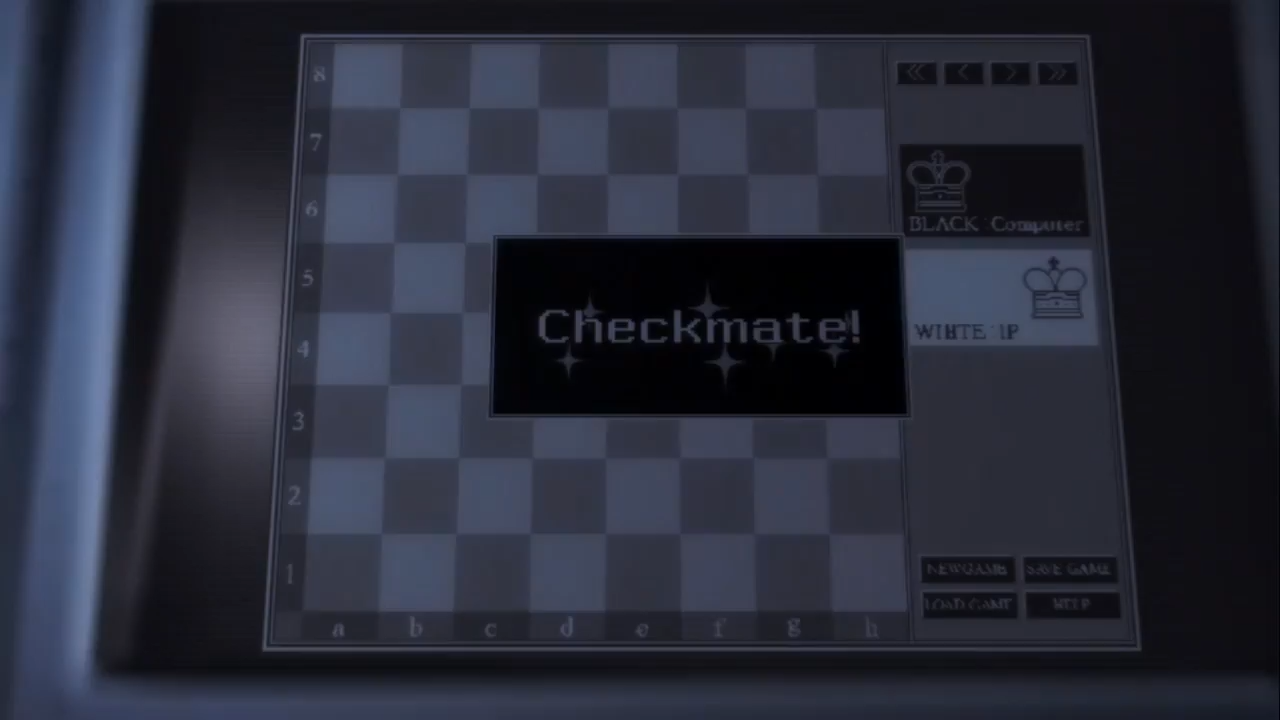 8
7
6
5
4
3
2
1
a b c d e f g h
« < > »
BLACK Computer
WHITE 1P
Checkmate!
NEW GAME SAVE GAME
LOAD GAME HELP